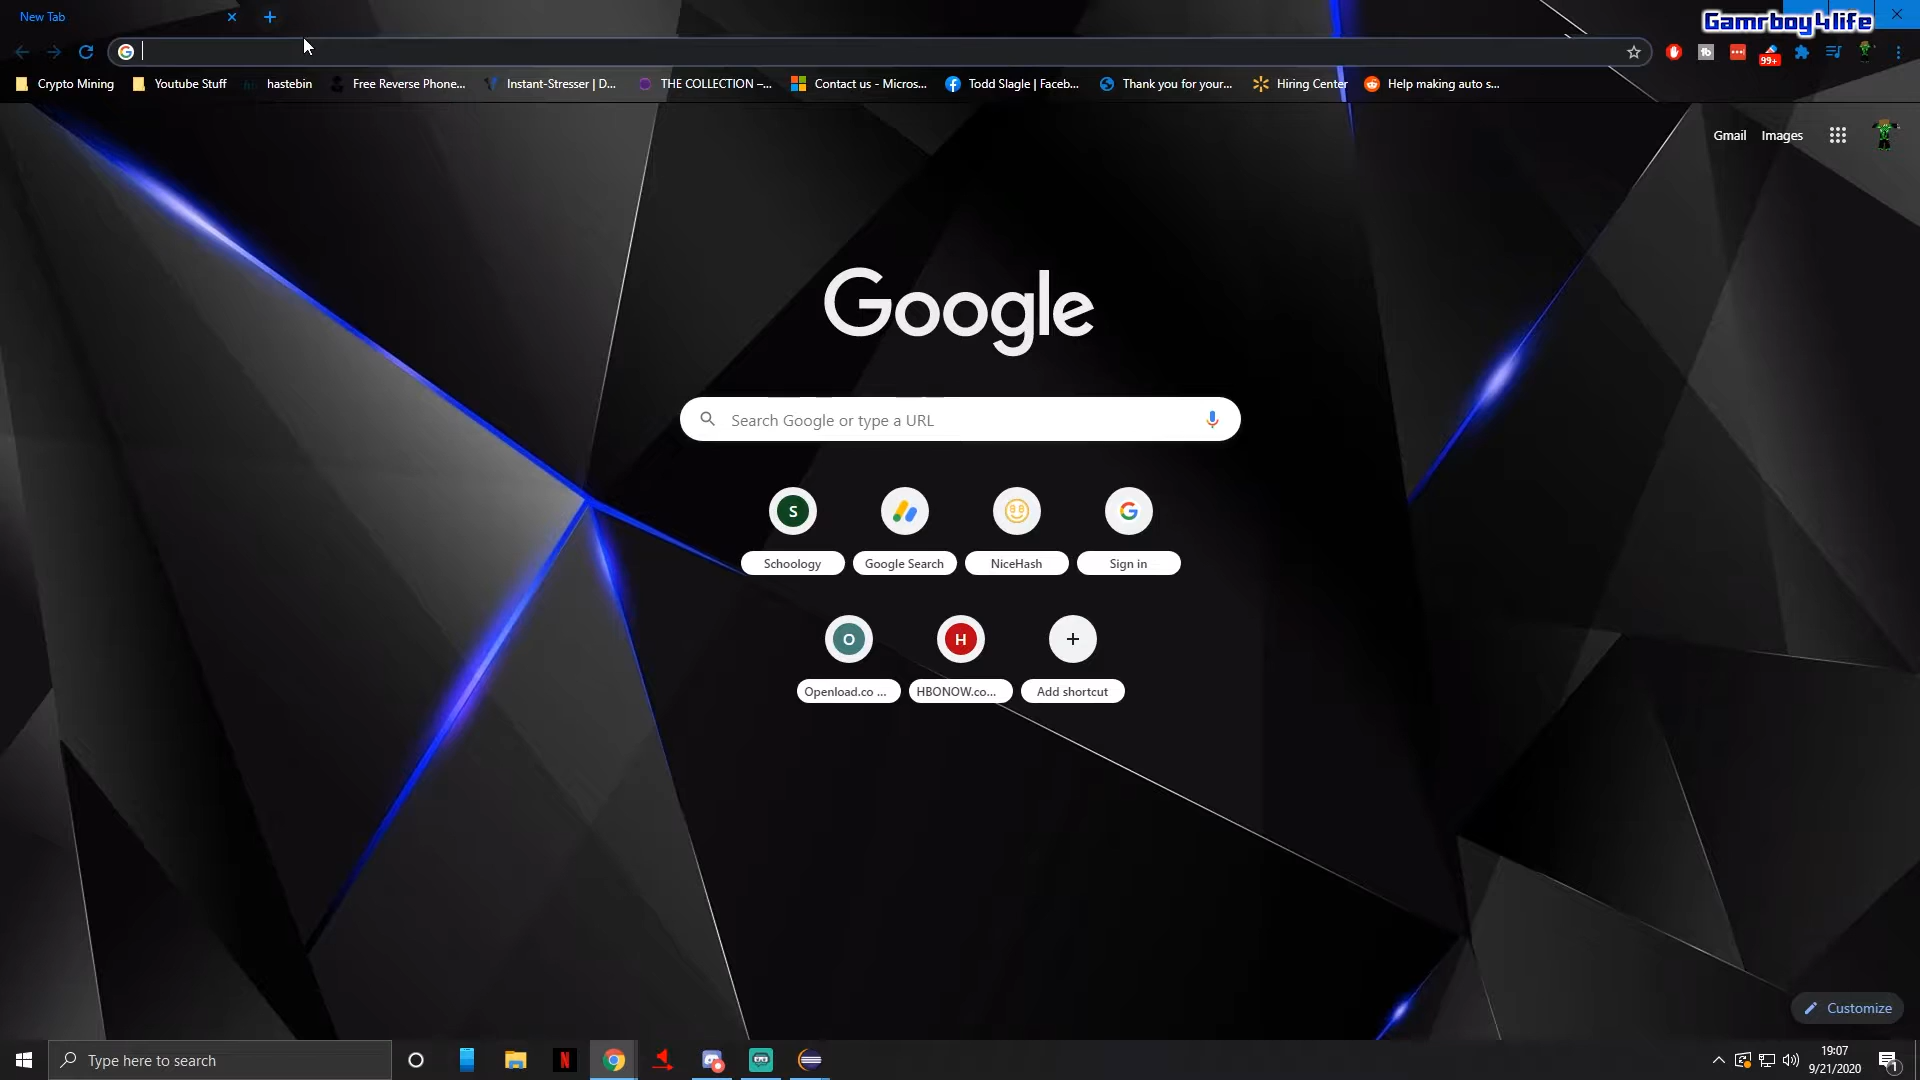 New Tab
Gamrboy4life
Crypto Mining
Youtube Stuff
hastebin
Free Reverse Phone...
Instant-Stresser | D...
THE COLLECTION –...
Contact us - Micros...
Todd Slagle | Faceb...
Thank you for your...
Hiring Center
Help making auto s...
99+
Gmail
Images
Google
Search Google or type a URL
S
Schoology
Google Search
NiceHash
Sign in
O
H
Openload.co ...
HBONOW.co...
Add shortcut
Customize
Type here to search
19:07
9/21/2020
1